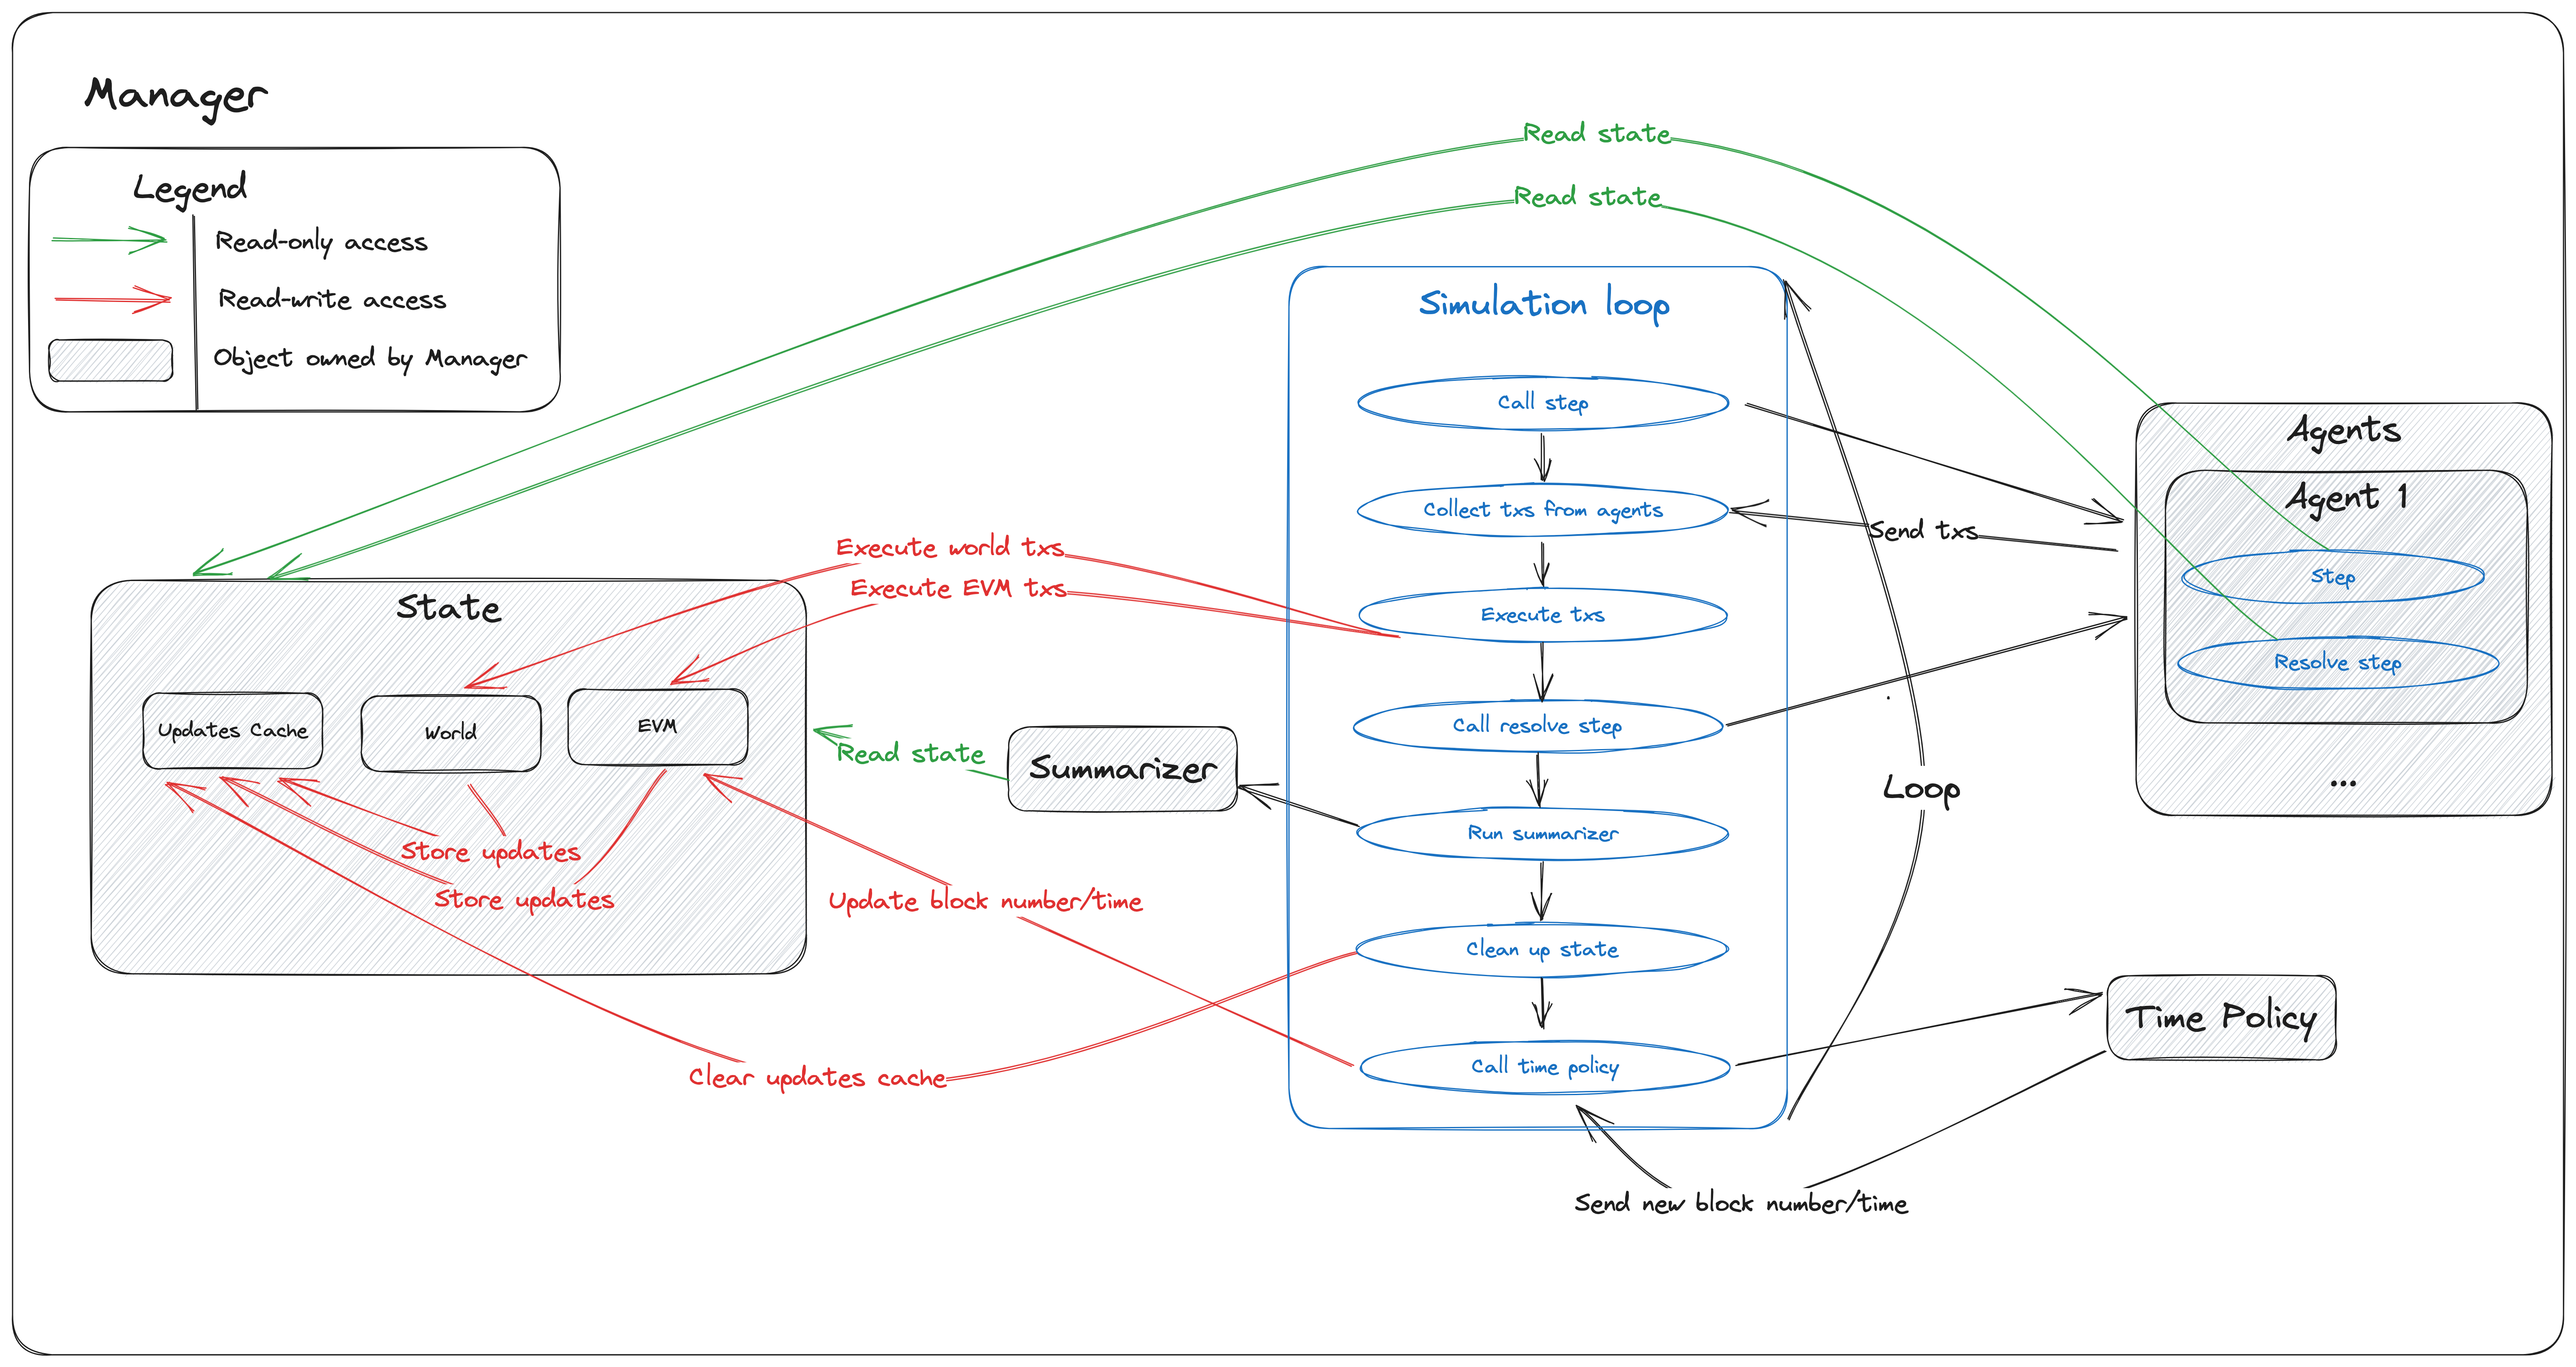 Manager
Legend
Read-only access
Read-write access
Object owned by Manager
Read state
Read state
Simulation loop
Call step
Collect txs from agents
Execute txs
Call resolve step
Run summarizer
Clean up state
Call time policy
Agents
Agent 1
Step
Resolve step
...
Send txs
Loop
Execute world txs
Execute EVM txs
State
Updates Cache
World
EVM
Store updates
Store updates
Read state
Summarizer
Update block number/time
Clear updates cache
Time Policy
Send new block number/time